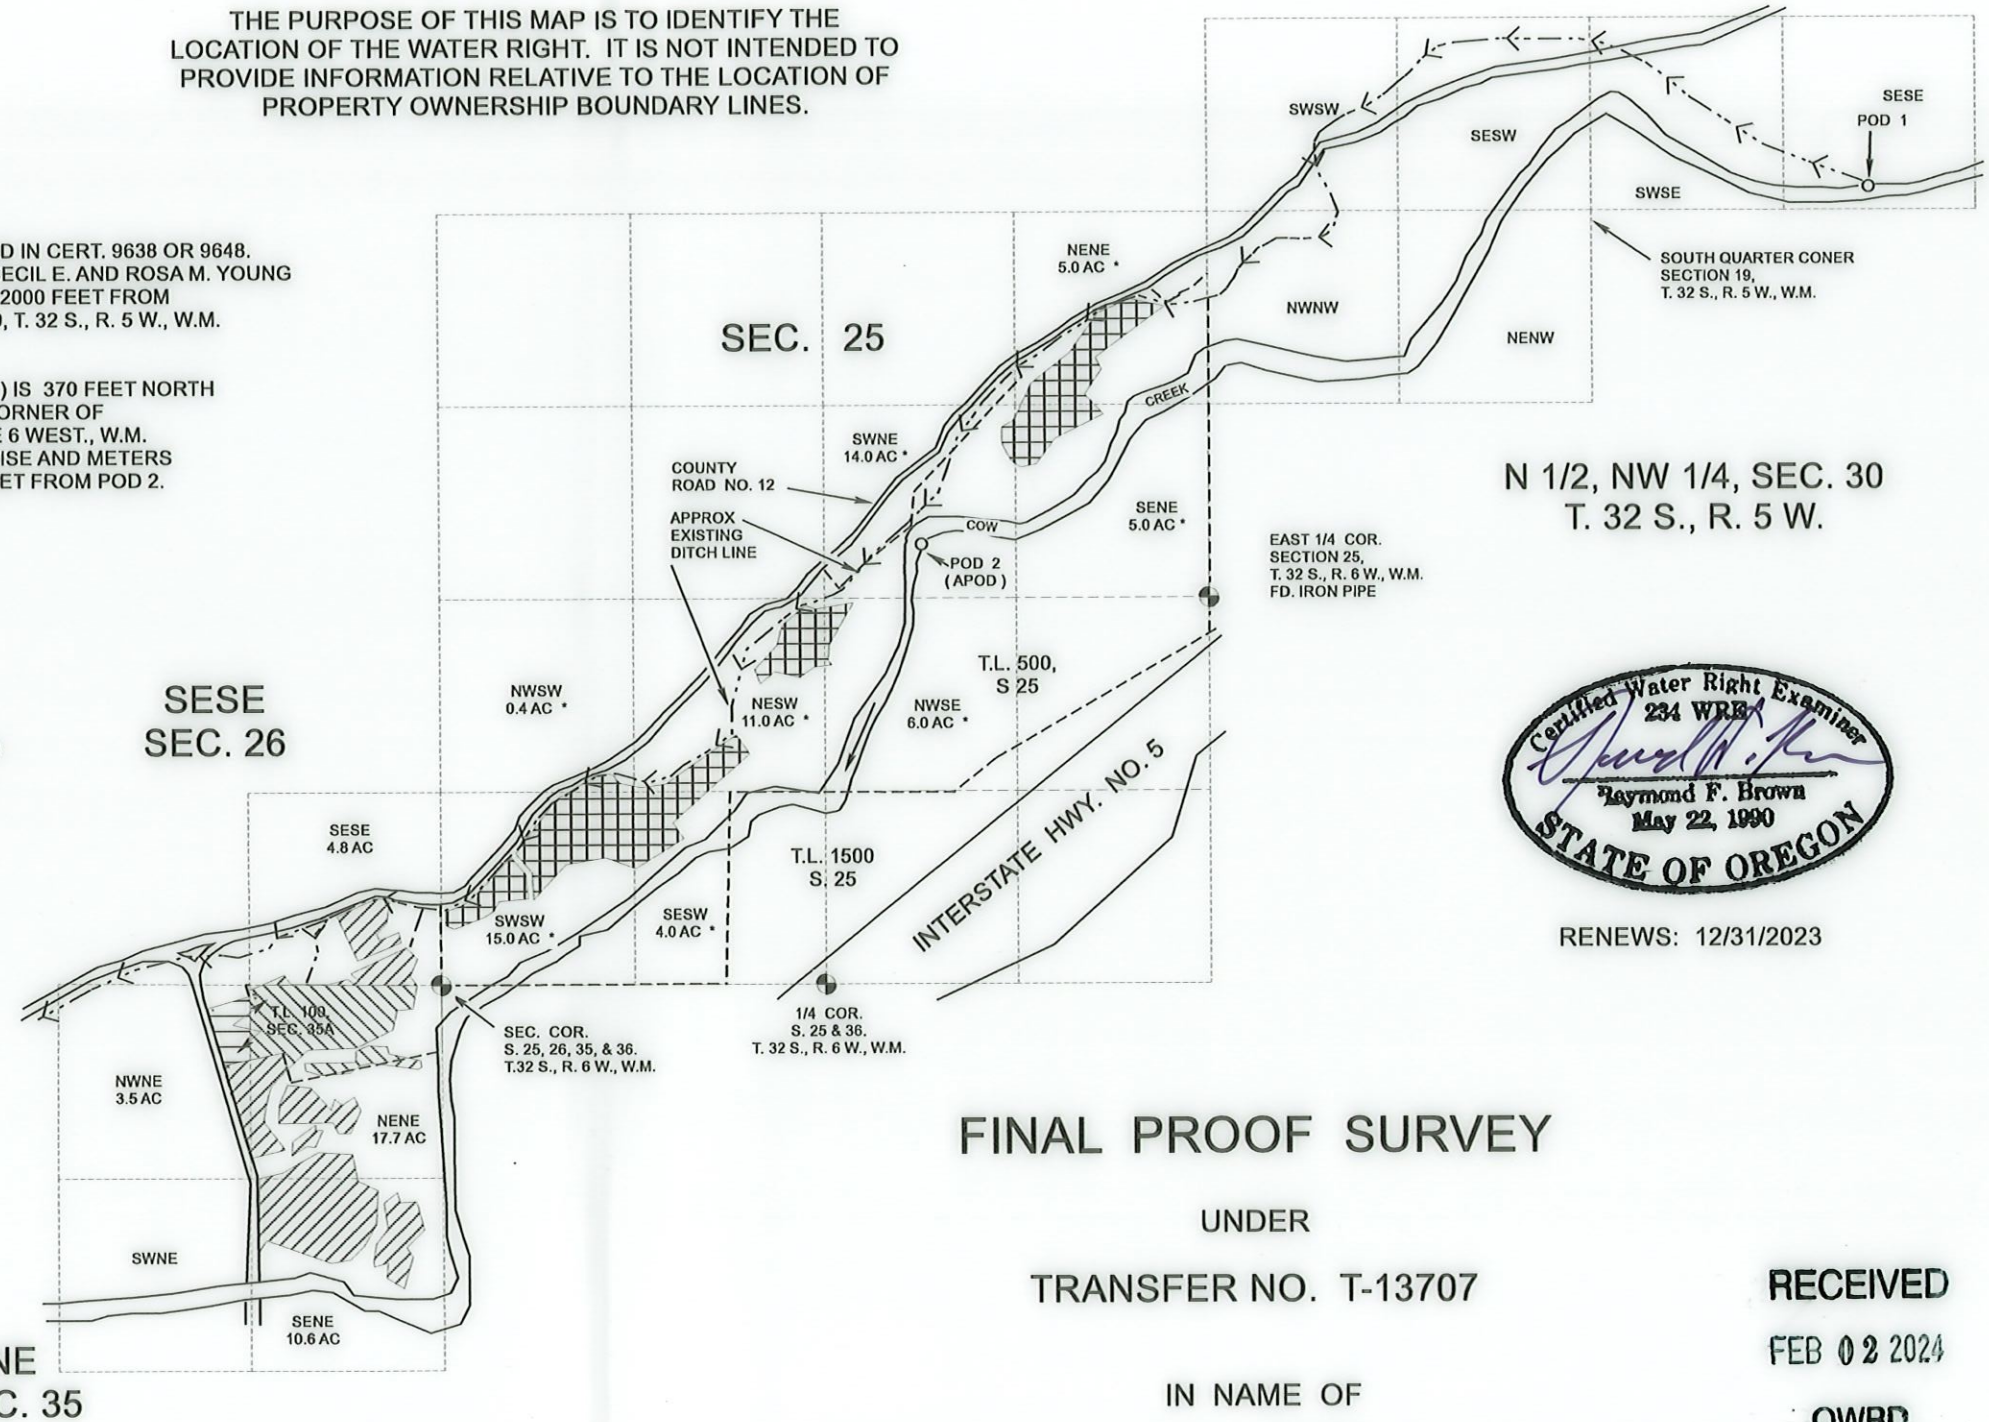 THE PURPOSE OF THIS MAP IS TO IDENTIFY THE
LOCATION OF THE WATER RIGHT. IT IS NOT INTENDED TO
PROVIDE INFORMATION RELATIVE TO THE LOCATION OF
PROPERTY OWNERSHIP BOUNDARY LINES.
D IN CERT. 9638 OR 9648.
ECIL E. AND ROSA M. YOUNG
2000 FEET FROM
, T. 32 S., R. 5 W., W.M.
) IS 370 FEET NORTH
ORNER OF
6 WEST., W.M.
ISE AND METERS
ET FROM POD 2.
SWSW
SESW
SESE
POD 1
SWSE
SOUTH QUARTER CONER
SECTION 19,
T. 32 S., R. 5 W., W.M.
NENE
5.0 AC *
NWNW
NENW
SEC. 25
CREEK
SWNE
14.0 AC *
COUNTY
ROAD NO. 12
APPROX
EXISTING
DITCH LINE
COW
SENE
5.0 AC *
POD 2
(APOD)
N 1/2, NW 1/4, SEC. 30
T. 32 S., R. 5 W.
EAST 1/4 COR.
SECTION 25,
T. 32 S., R. 6 W., W.M.
FD. IRON PIPE
T.L. 500,
S 25
SESE
SEC. 26
NWSW
0.4 AC *
NESW
11.0 AC *
NWSE
6.0 AC *
INTERSTATE HWY. NO. 5
Certified Water Right Examiner
234 WRE
Raymond F. Brown
May 22, 1990
STATE OF OREGON
RENEWS: 12/31/2023
SESE
4.8 AC
T.L. 1500
S. 25
SWSW
15.0 AC *
SESW
4.0 AC *
T.L. 100,
SEC. 35A
SEC. COR.
S. 25, 26, 35, & 36.
T.32 S., R. 6 W., W.M.
1/4 COR.
S. 25 & 36.
T. 32 S., R. 6 W., W.M.
NWNE
3.5 AC
NENE
17.7 AC
SWNE
SENE
10.6 AC
NE
C. 35
FINAL PROOF SURVEY
UNDER
TRANSFER NO. T-13707
IN NAME OF
RECEIVED
FEB 02 2024
OWRD